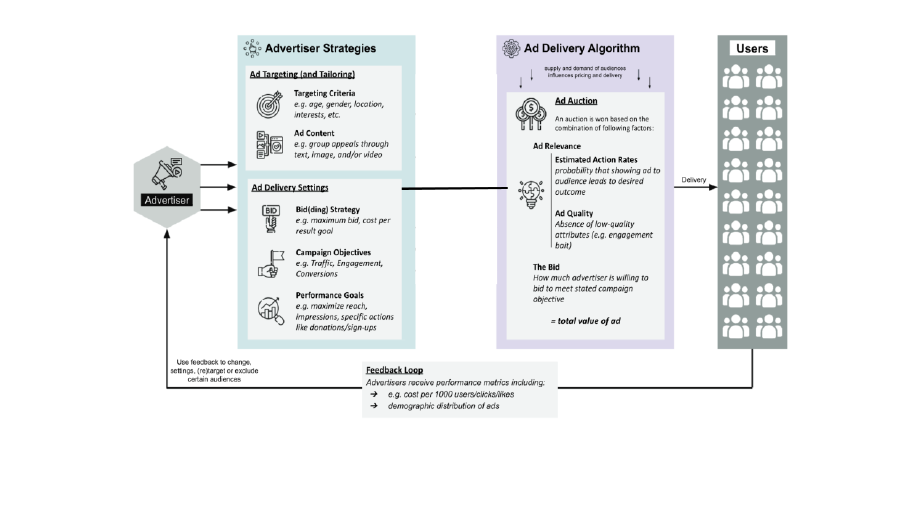 Advertiser Strategies
Ad Targeting (and Tailoring)
Targeting Criteria
e.g. age, gender, location,
interests, etc.
Ad Content
e.g. group appeals through
text, image, and/or video
Advertiser
Ad Delivery Settings
BID
Bid(ding) Strategy
e.g. maximum bid, cost per
result goal
Campaign Objectives
e.g. Traffic, Engagement,
Conversions
Performance Goals
e.g. maximize reach,
impressions, specific actions
like donations/sign-ups
Ad Delivery Algorithm
supply and demand of audiences
influences pricing and delivery
Ad Auction
An auction is won based on the
combination of following factors:
Ad Relevance
Estimated Action Rates
probability that showing ad to
audience leads to desired
outcome
Ad Quality
Absence of low-quality
attributes (e.g. engagement
bait)
The Bid
How much advertiser is willing to
bid to meet stated campaign
objective
= total value of ad
Delivery
Users
Use feedback to change,
settings, (re)target or exclude
certain audiences
Feedback Loop
Advertisers receive performance metrics including:
→ e.g. cost per 1000 users/clicks/likes
→ demographic distribution of ads